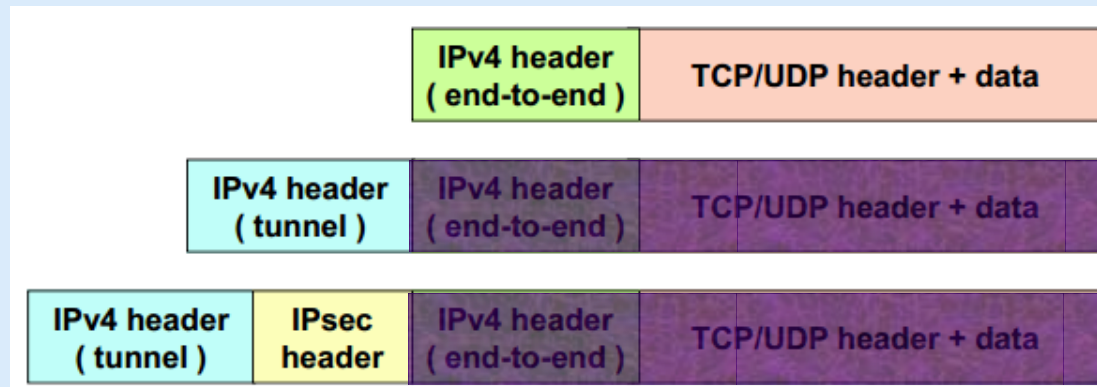 IPv4 header
( end-to-end )
TCP/UDP header + data
IPv4 header
( tunnel )
IPv4 header
( end-to-end )
TCP/UDP header + data
IPv4 header
( tunnel )
IPsec
header
IPv4 header
( end-to-end )
TCP/UDP header + data